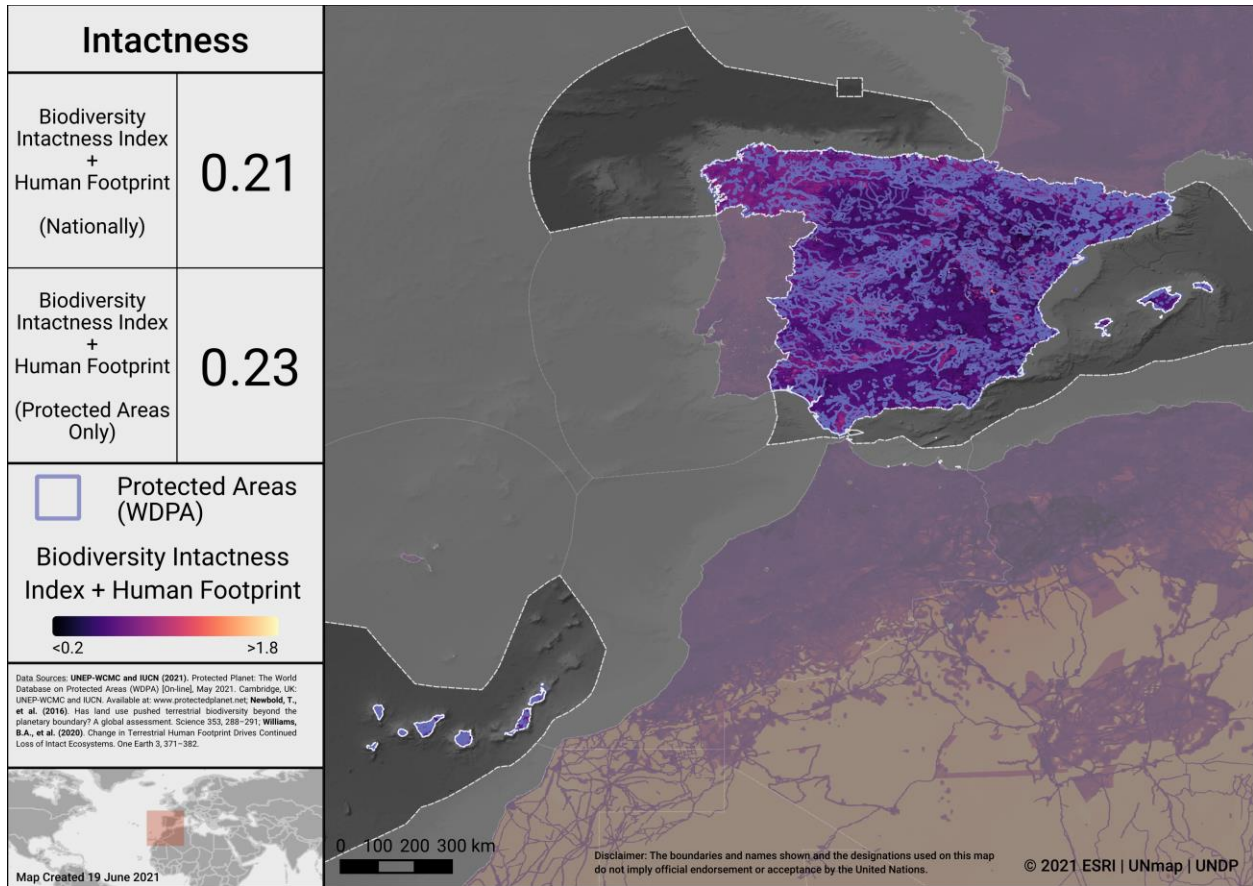 Intactness
Biodiversity
Intactness Index
+
Human Footprint
(Nationally)
0.21
Biodiversity
Intactness Index
+
Human Footprint
(Protected Areas
Only)
0.23
Protected Areas
(WDPA)
Biodiversity Intactness
Index + Human Footprint
<0.2 >1.8
Data Sources: UNEP-WCMC and IUCN (2021). Protected Planet: The World
Database on Protected Areas (WDPA) [On-line], May 2021. Cambridge, UK:
UNEP-WCMC and IUCN. Available at: www.protectedplanet.net; Newbold, T.,
et al. (2016). Has land use pushed terrestrial biodiversity beyond the
planetary boundary? A global assessment. Science 353, 288–291; Williams,
B.A., et al. (2020). Change in Terrestrial Human Footprint Drives Continued
Loss of Intact Ecosystems. One Earth 3, 371–382.
Map Created 19 June 2021
0 100 200 300 km
Disclaimer: The boundaries and names shown and the designations used on this map
do not imply official endorsement or acceptance by the United Nations.
© 2021 ESRI | UNmap | UNDP